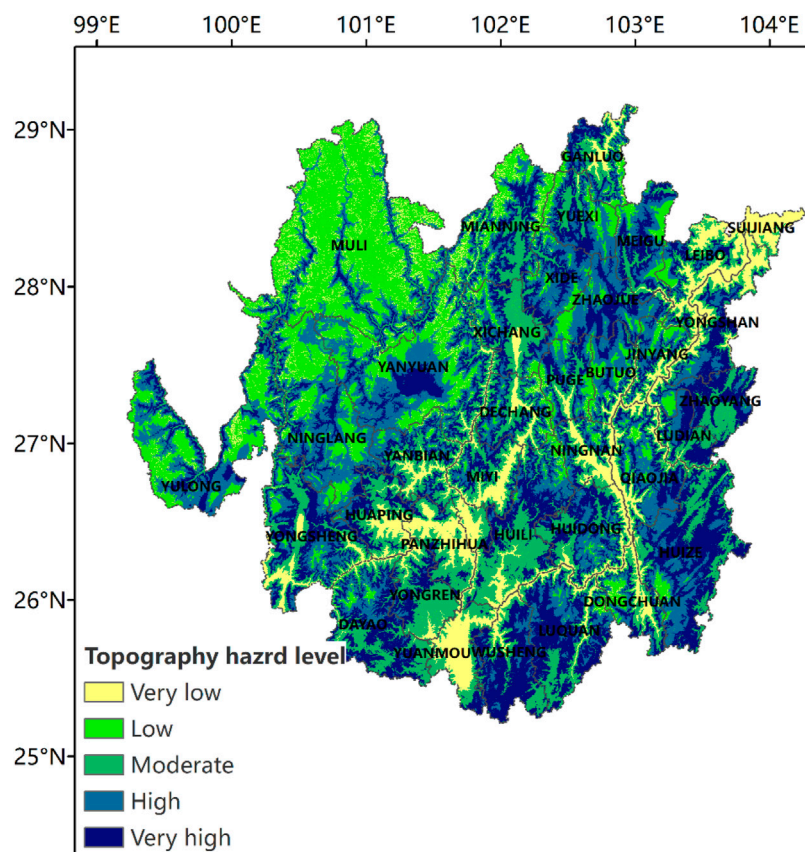 99°E 100°E 101°E 102°E 103°E 104°E
29°N
28°N
27°N
26°N
25°N
GANLUO
MIANNING
YUEXI
SUIJIANG
MULI
MEIGU
LEIBO
XIDE
ZHAOJUE
YONGSHAN
XICHANG
JINYANG
YANYUAN
PUGE
BUTUO
ZHAOYANG
DECHANG
NINGLANG
LUDIAN
YANBIAN
NINGNAN
MIYI
QIAOJIA
YULONG
HUAPING
YONGSHENG
PANZHIHUA
HUILI
HUIDONG
HUIZE
YONGREN
DONGCHUAN
DAYAO
LUQUAN
YUANMOU
WUSHENG
Topography hazrd level
Very low
Low
Moderate
High
Very high